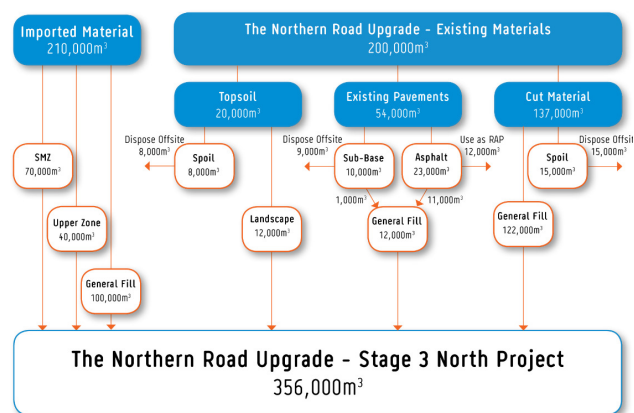 Imported Material
210,000m³
The Northern Road Upgrade - Existing Materials
200,000m³
Topsoil
20,000m³
Existing Pavements
54,000m³
Cut Material
137,000m³
Dispose Offsite
8,000m³
Dispose Offsite
9,000m³
Use as RAP
12,000m³
Dispose Offsite
15,000m³
SMZ
70,000m³
Spoil
8,000m³
Sub-Base
10,000m³
Asphalt
23,000m³
Spoil
15,000m³
1,000m³
11,000m³
Upper Zone
40,000m³
Landscape
12,000m³
General Fill
12,000m³
General Fill
122,000m³
General Fill
100,000m³
The Northern Road Upgrade - Stage 3 North Project
356,000m³